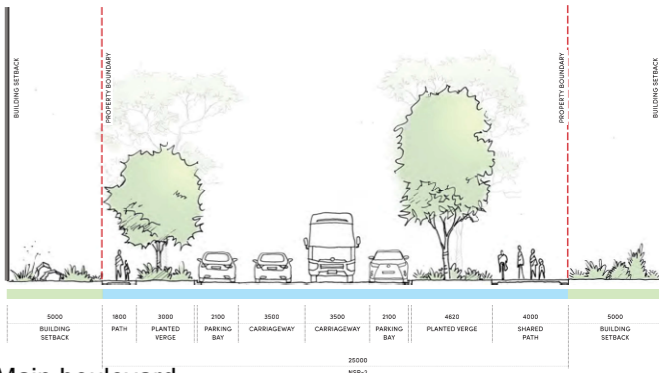 BUILDING SETBACK
PROPERTY BOUNDARY
PROPERTY BOUNDARY
BUILDING SETBACK
5000 1800 3000 2100 3500 3500 2100 4620 4000 5000
BUILDING PATH PLANTED PARKING CARRIAGEWAY CARRIAGEWAY PARKING PLANTED VERGE SHARED BUILDING
SETBACK VERGE BAY BAY PATH SETBACK
25000